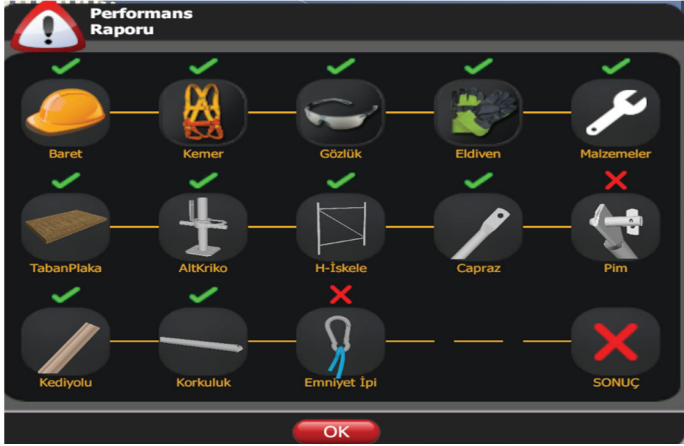 Performans
Raporu
Baret
Kemer
Gözlük
Eldiven
Malzemeler
TabanPlaka
AltKriko
H-İskele
Capraz
Pim
Kediyolu
Korkuluk
Emniyet İpi
SONUÇ
OK